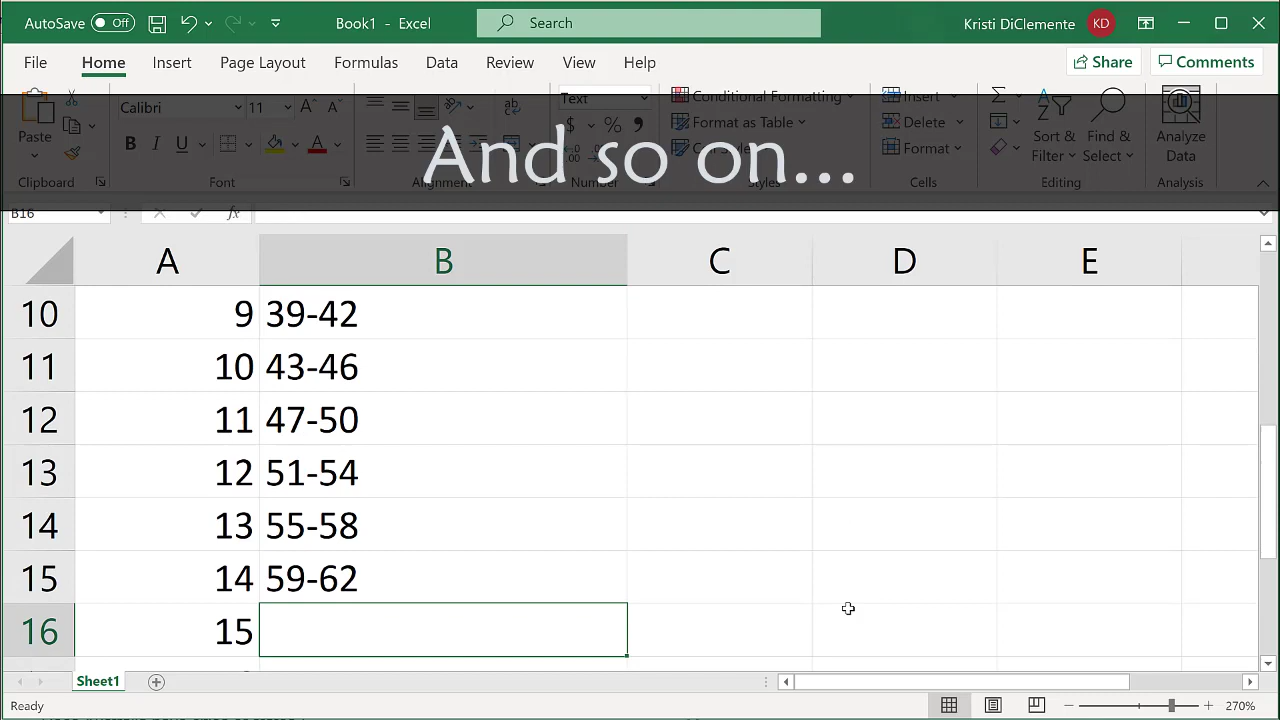 AutoSave Off Book1 - Excel Search Kristi DiClemente KD
File Home Insert Page Layout Formulas Data Review View Help Share Comments
Paste Calibri 11 A A ab Text Conditional Formatting Insert A Z
B I U A $ % 9 Format as Table Delete Sort & Filter Find & Select Analyze Data
Format
And so on...
Clipboard Font Number Styles Cells Editing Analysis
B16 fx
A B C D E
10 9 39-42
11 10 43-46
12 11 47-50
13 12 51-54
14 13 55-58
15 14 59-62
16 15
Sheet1
Ready 270%